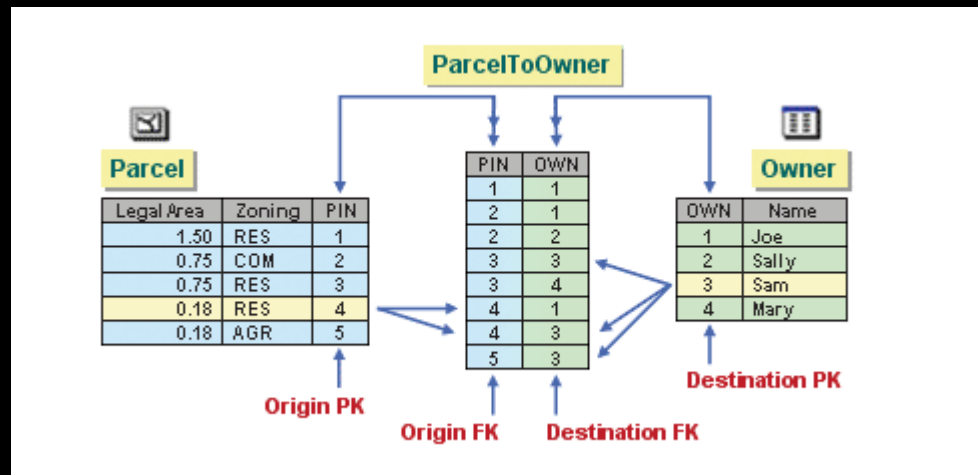 ParcelToOwner
Parcel
Owner
Legal Area Zoning PIN
1.50 RES 1
0.75 COM 2
0.75 RES 3
0.18 RES 4
0.18 AGR 5
PIN OWN
1 1
2 1
2 2
3 3
3 4
4 1
4 3
5 3
OWN Name
1 Joe
2 Sally
3 Sam
4 Mary
Origin PK
Origin FK
Destination FK
Destination PK